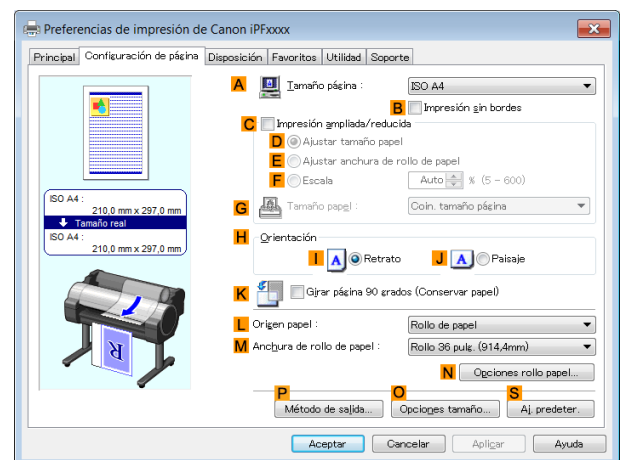 Preferencias de impresión de Canon iPFxxxx
Principal Configuración de página Disposición Favoritos Utilidad Soporte
A Tamaño página : ISO A4
B Impresión sin bordes
C Impresión ampliada/reducida
D Ajustar tamaño papel
E Ajustar anchura de rollo de papel
F Escala Auto % (5 - 600)
G Tamaño papel : Coin. tamaño página
ISO A4 :
210,0 mm x 297,0 mm
Tamaño real
ISO A4 :
210,0 mm x 297,0 mm
H Orientación
I A Retrato J A Paisaje
K Girar página 90 grados (Conservar papel)
R
L Origen papel : Rollo de papel
M Anchura de rollo de papel : Rollo 36 pulg. (914,4mm)
N Opciones rollo papel...
P O S
Método de salida... Opciones tamaño... Aj. predeter.
Aceptar Cancelar Aplicar Ayuda